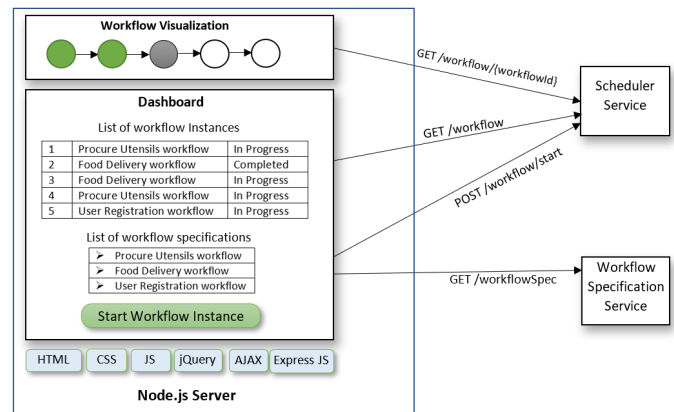 Workflow Visualization
Dashboard
List of workflow Instances
1 Procure Utensils workflow In Progress
2 Food Delivery workflow Completed
3 Food Delivery workflow In Progress
4 Procure Utensils workflow In Progress
5 User Registration workflow In Progress
List of workflow specifications
➤ Procure Utensils workflow
➤ Food Delivery workflow
➤ User Registration workflow
Start Workflow Instance
HTML CSS JS jQuery AJAX Express JS
Node.js Server
GET /workflow/{workflowId}
GET /workflow
POST /workflow/start
GET /workflowSpec
Scheduler
Service
Workflow
Specification
Service